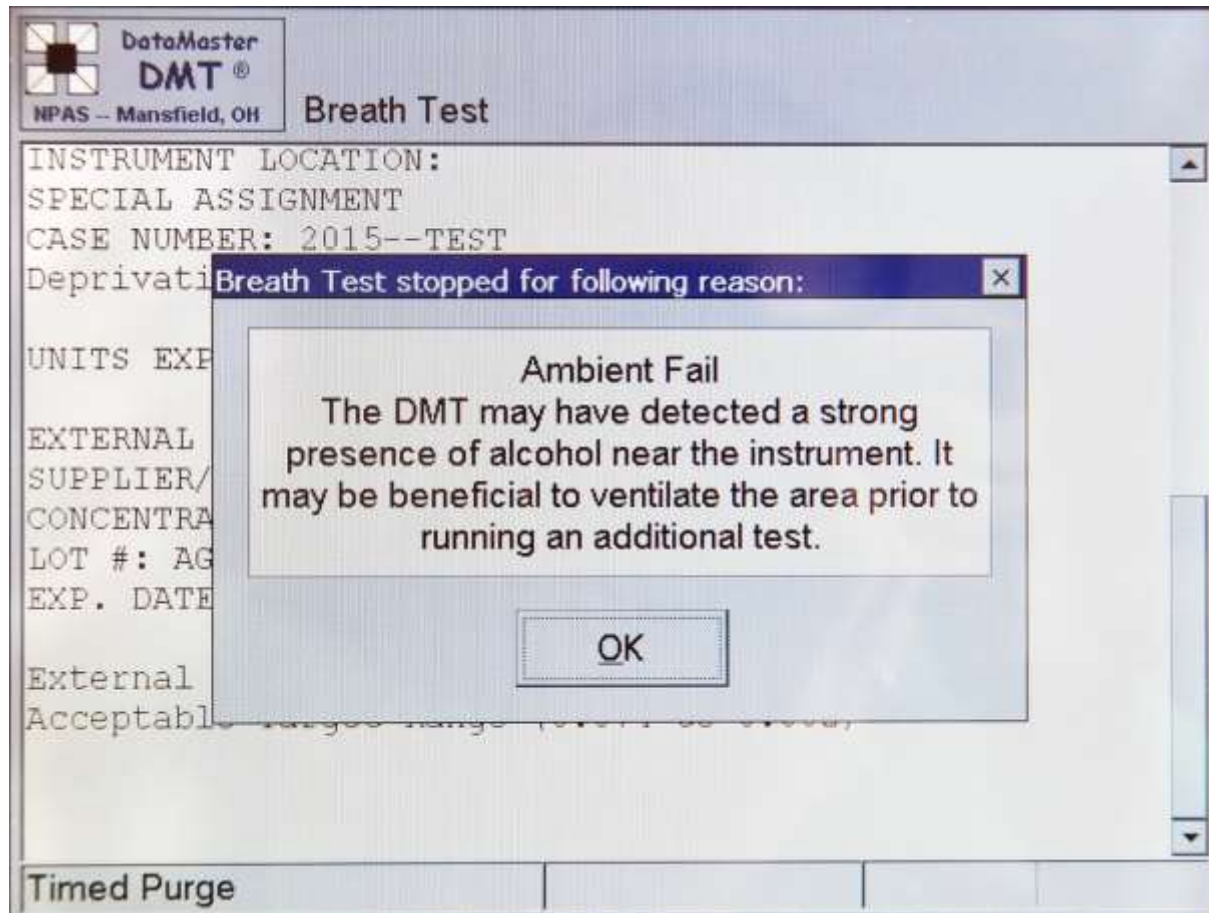 DataMaster
DMT ®
NPAS -- Mansfield, OH
Breath Test
INSTRUMENT LOCATION:
SPECIAL ASSIGNMENT
CASE NUMBER: 2015--TEST
Deprivati
Breath Test stopped for following reason:
UNITS EXP
Ambient Fail
The DMT may have detected a strong
presence of alcohol near the instrument. It
may be beneficial to ventilate the area prior to
running an additional test.
EXTERNAL
SUPPLIER/
CONCENTRA
LOT #: AG
EXP. DATE
OK
External
Acceptable Target Range
Timed Purge